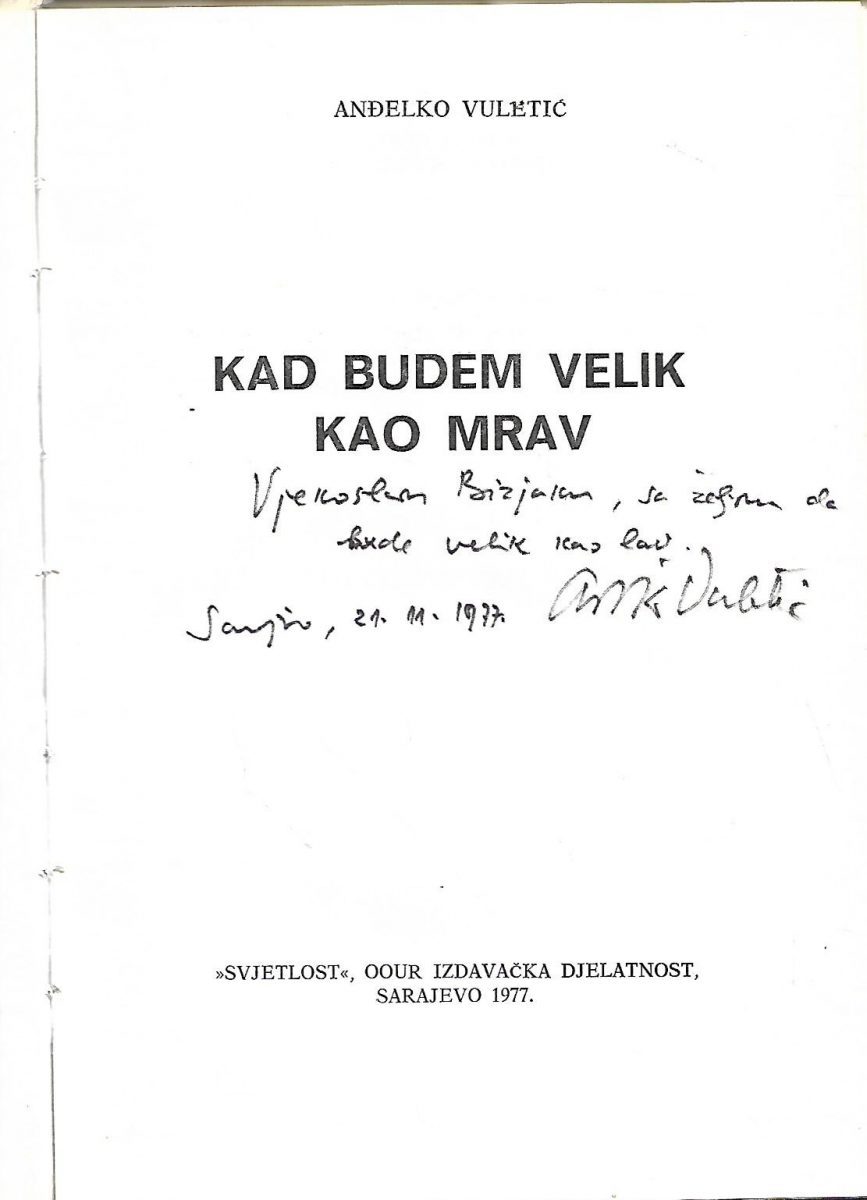 ANĐELKO VULETIĆ
KAD BUDEM VELIK
KAO MRAV
Vjekoslavu Bizjaku, sa željom da
bude velik kao lav.
Sarajevo, 21. 11. 1977. Vuletić
»SVJETLOST«, OOUR IZDAVAČKA DJELATNOST,
SARAJEVO 1977.